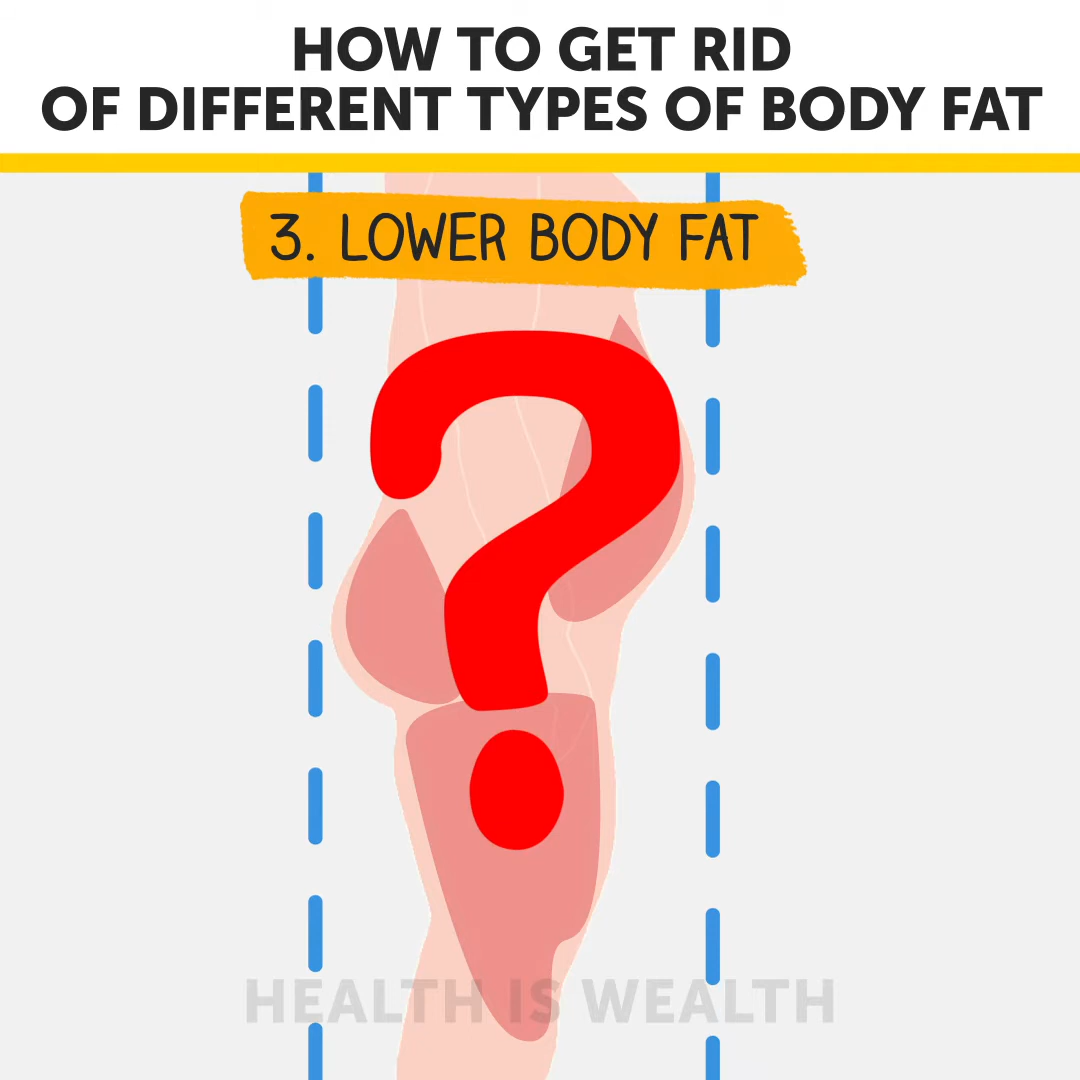 HOW TO GET RID
OF DIFFERENT TYPES OF BODY FAT
3. LOWER BODY FAT
?
HEALTH IS WEALTH